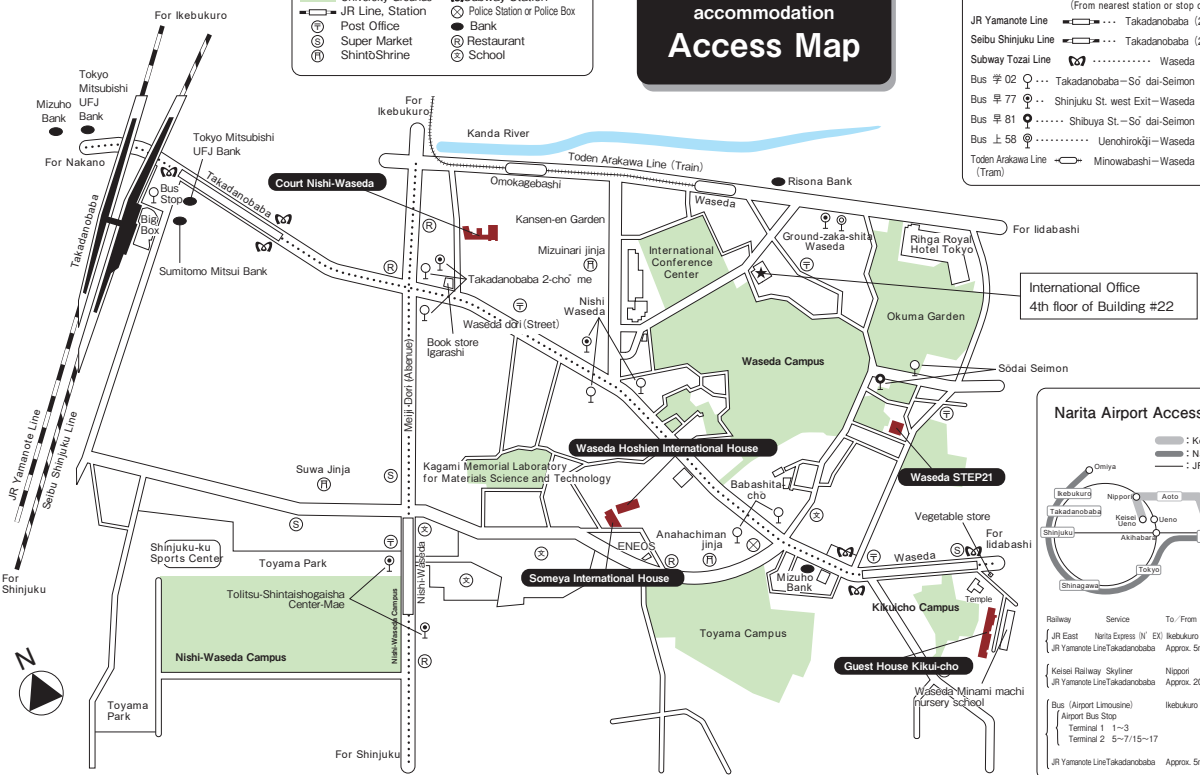 For Ikebukuro
JR Line, Station
Police Station or Police Box
Post Office
Bank
Super Market
Restaurant
Shinto Shrine
School
accommodation
Access Map
(From nearest station or stop
JR Yamanote Line
Takadanobaba
Seibu Shinjuku Line
Takadanobaba
Subway Tozai Line
Waseda
Bus 学 02
Takadanobaba－So dai-Seimon
Bus 早 77
Shinjuku St. west Exit－Waseda
Bus 早 81
Shibuya St.－So dai-Seimon
Bus 上 58
Uenohirokōji－Waseda
Toden Arakawa Line
(Tram)
Minowabashi－Waseda
Tokyo
Mitsubishi
UFJ
Bank
Mizuho
Bank
Tokyo Mitsubishi
UFJ Bank
For Nakano
Takadanobaba
Takadanobaba
Bus
Stop
Big
Box
Sumitomo Mitsui Bank
For
Ikebukuro
Kanda River
Toden Arakawa Line (Train)
Omokagebashi
Court Nishi-Waseda
Waseda
Risona Bank
Kansen-en Garden
Mizuinari jinja
International
Conference
Center
Ground-zaka-shita
Waseda
Rihga Royal
Hotel Tokyo
For Iidabashi
Takadanobaba 2-cho me
International Office
4th floor of Building #22
Nishi
Waseda
Waseda dori (Street)
Book store
Igarashi
Okuma Garden
Meiji-Dori (Abenue)
Waseda Campus
Sōdai Seimon
Waseda Hoshien International House
Kagami Memorial Laboratory
for Materials Science and Technology
Suwa Jinja
Waseda STEP21
Babashita
cho
JR Yamanote Line
Seibu Shinjuku Line
Vegetable store
Anahachiman
jinja
ENEOS
For
Iidabashi
Waseda
Shinjuku-ku
Sports Center
Toyama Park
Nishi-Waseda
Someya International House
Mizuho
Bank
Temple
Kikuicho Campus
For
Shinjuku
Tolitsu-Shintaishogaisha
Center-Mae
Nishi-Waseda Campus
Nishi-Waseda Campus
Toyama Campus
Guest House Kikui-cho
Waseda Minami machi
nursery school
N
Toyama
Park
For Shinjuku
Narita Airport Access
Omiya
Ikebukuro
Nippori
Aoto
Takadanobaba
Keisei
Ueno
Ueno
Shinjuku
Akihabara
Tokyo
Shinagawa
Railway
Service
To/From
JR East
Narita Express (N' EX)
Ikebukuro
JR Yamanote Line
Takadanobaba
Approx.
Keisei Railway
Skyliner
Nippori
JR Yamanote Line
Takadanobaba
Approx.
Bus (Airport Limousine)
Ikebukuro
Airport Bus Stop
Terminal 1 1~3
Terminal 2 5~7/15~17
JR Yamanote Line
Takadanobaba
Approx.